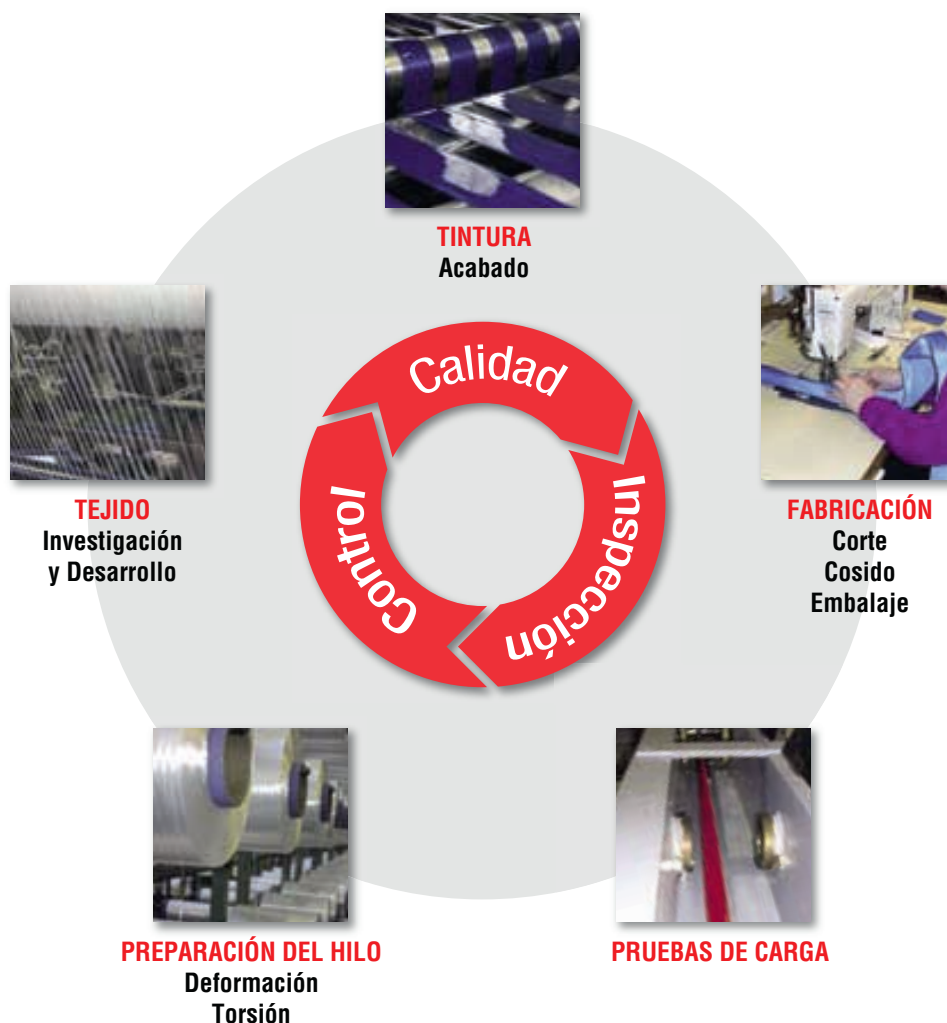 TINTURA
Acabado
Calidad
Inspección
Control
TEJIDO
Investigación
y Desarrollo
FABRICACIÓN
Corte
Cosido
Embalaje
PREPARACIÓN DEL HILO
Deformación
Torsión
PRUEBAS DE CARGA